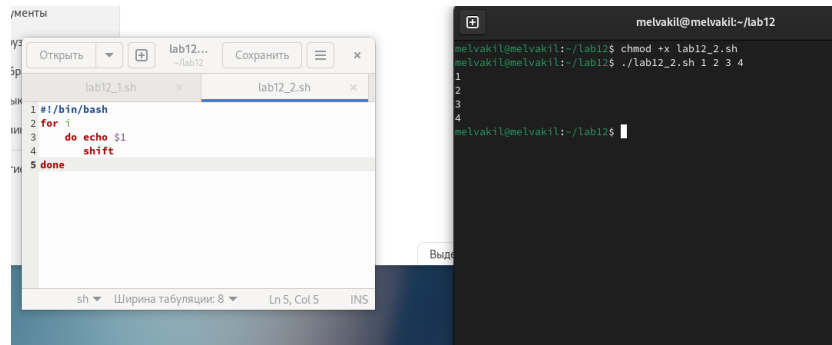 ументы
Открыть
lab12...
~/lab12
Сохранить
lab12_1.sh
lab12_2.sh
1 #!/bin/bash
2 for i
3 do echo $1
4 shift
5 done
sh
Ширина табуляции: 8
Ln 5, Col 5
INS
Выде
melvakil@melvakil:~/lab12
melvakil@melvakil:~/lab12$ chmod +x lab12_2.sh
melvakil@melvakil:~/lab12$ ./lab12_2.sh 1 2 3 4
1
2
3
4
melvakil@melvakil:~/lab12$